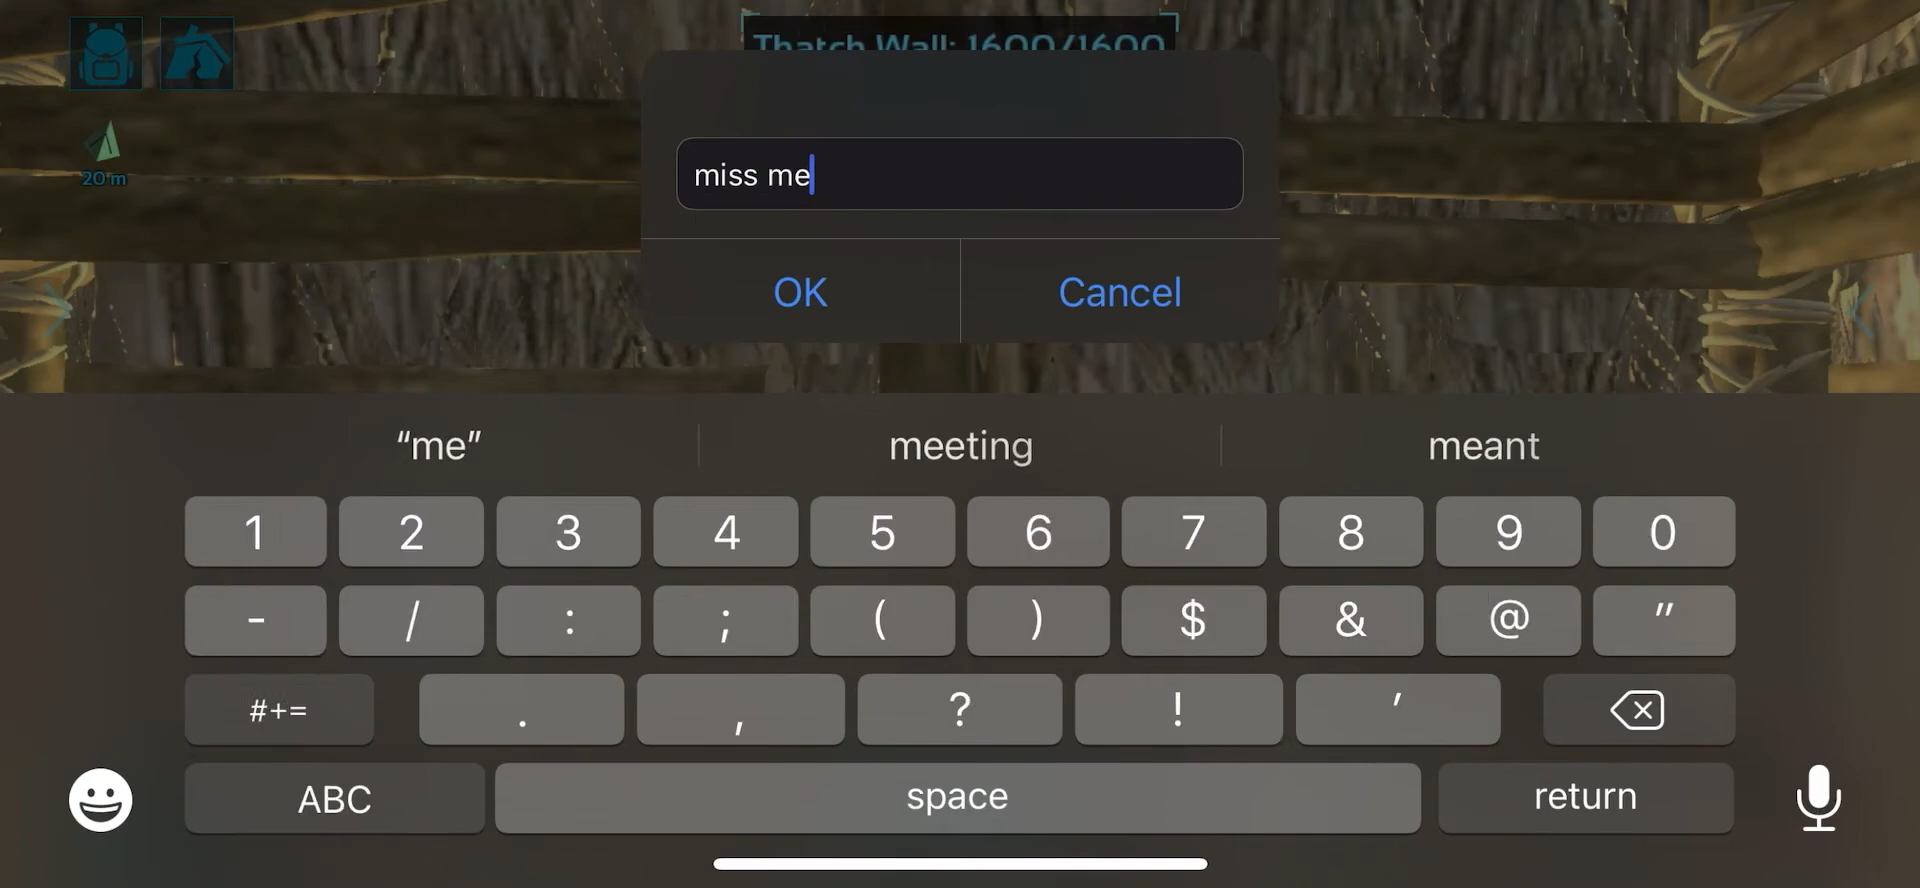 Thatch Wall: 1600/1600
20 m
miss me
OK Cancel
“me” meeting meant
1 2 3 4 5 6 7 8 9 0
- / : ; ( ) $ & @ "
#+= . , ? ! '
ABC space return